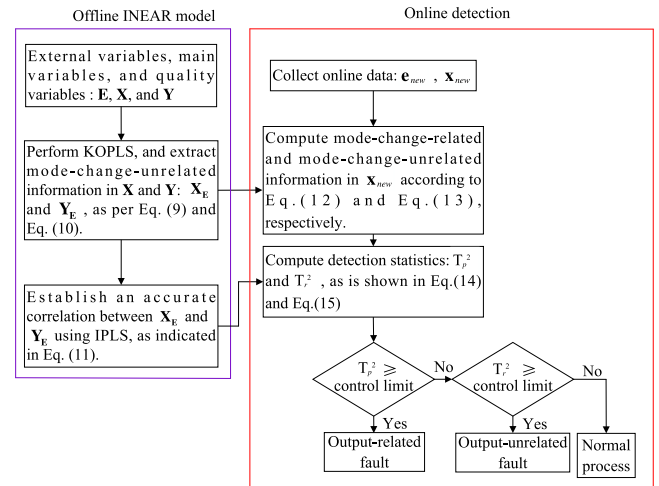 Offline INEAR model
External variables, main
variables, and quality
variables : E, X, and Y
Perform KOPLS, and extract
mode-change-unrelated
information in X and Y: X_E
and Y_E , as per Eq. (9) and
Eq. (10).
Establish an accurate
correlation between X_E and
Y_E using IPLS, as indicated
in Eq. (11).
Online detection
Collect online data: e_new , x_new
Compute mode-change-related
and mode-change-unrelated
information in x_new according to
Eq.(12) and Eq.(13),
respectively.
Compute detection statistics: T_p^2
and T_r^2 , as is shown in Eq.(14)
and Eq(15)
T_p^2 ≥
control limit
No
T_r^2 ≥
control limit
No
Yes
Yes
Output-related
fault
Output-unrelated
fault
Normal
process